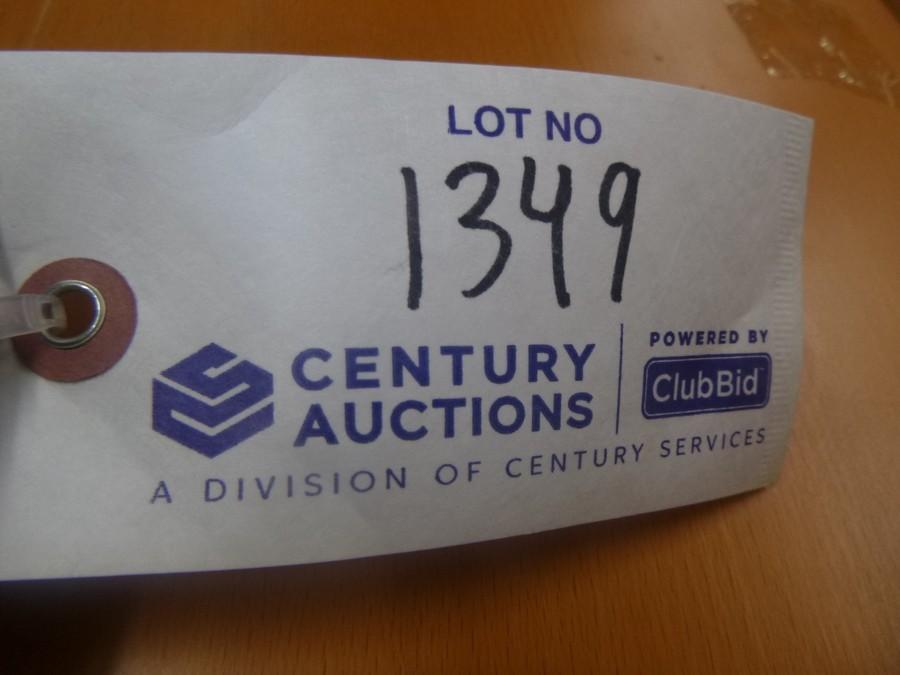 LOT NO
1349
CENTURY
AUCTIONS
POWERED BY
ClubBid
A DIVISION OF CENTURY SERVICES